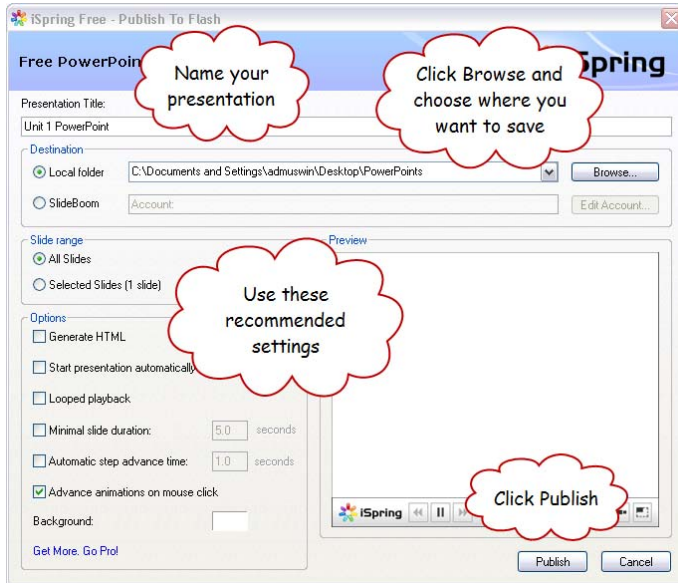 iSpring Free - Publish To Flash
Free PowerPoin
Spring
Name your
presentation
Click Browse and
choose where you
want to save
Presentation Title:
Unit 1 PowerPoint
Destination
Local folder
C:\Documents and Settings\admuswin\Desktop\PowerPoints
Browse...
SlideBoom
Account:
Edit Account...
Slide range
All Slides
Selected Slides (1 slide)
Preview
Use these
recommended
settings
Options
Generate HTML
Start presentation automatically
Looped playback
Minimal slide duration: 5.0 seconds
Automatic step advance time: 1.0 seconds
Advance animations on mouse click
Background:
Get More. Go Pro!
iSpring
Click Publish
Publish
Cancel